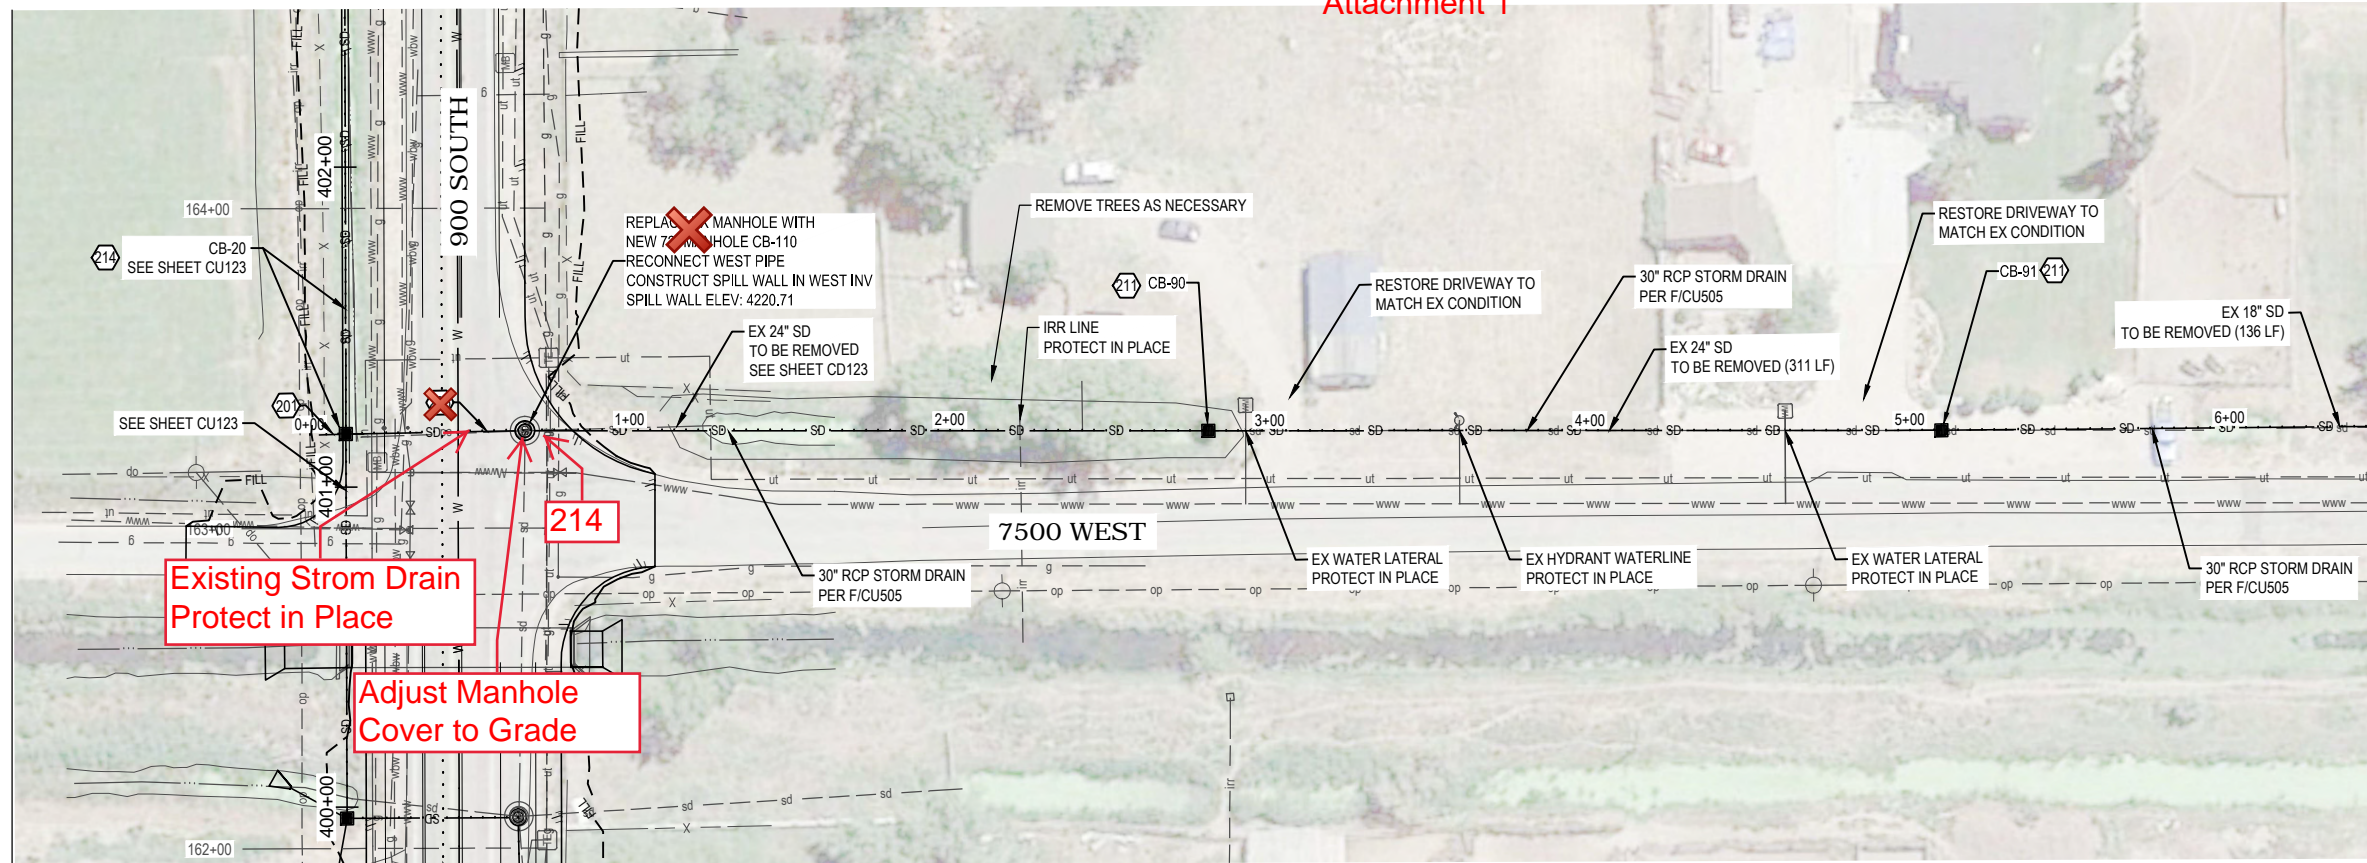 Attachment 1
900 SOUTH
402+00
164+00
214
CB-20
SEE SHEET CU123
MANHOLE WITH
HOLE CB-110
RECONNECT WEST PIPE
CONSTRUCT SPILL WALL IN WEST INV
SPILL WALL ELEV: 4220.71
REMOVE TREES AS NECESSARY
RESTORE DRIVEWAY TO
MATCH EX CONDITION
211
CB-90
RESTORE DRIVEWAY TO
MATCH EX CONDITION
30" RCP STORM DRAIN
PER F/CU505
CB-91
211
EX 18" SD
TO BE REMOVED (136 LF)
EX 24" SD
TO BE REMOVED
SEE SHEET CD123
IRR LINE
PROTECT IN PLACE
EX 24" SD
TO BE REMOVED (311 LF)
201
SEE SHEET CU123
0+00
1+00
2+00
3+00
4+00
5+00
6+00
401+00
163+00
214
7500 WEST
Existing Strom Drain
Protect in Place
30" RCP STORM DRAIN
PER F/CU505
EX WATER LATERAL
PROTECT IN PLACE
EX HYDRANT WATERLINE
PROTECT IN PLACE
EX WATER LATERAL
PROTECT IN PLACE
30" RCP STORM DRAIN
PER F/CU505
Adjust Manhole
Cover to Grade
400+00
162+00
FILL
FILL
FILL
FILL